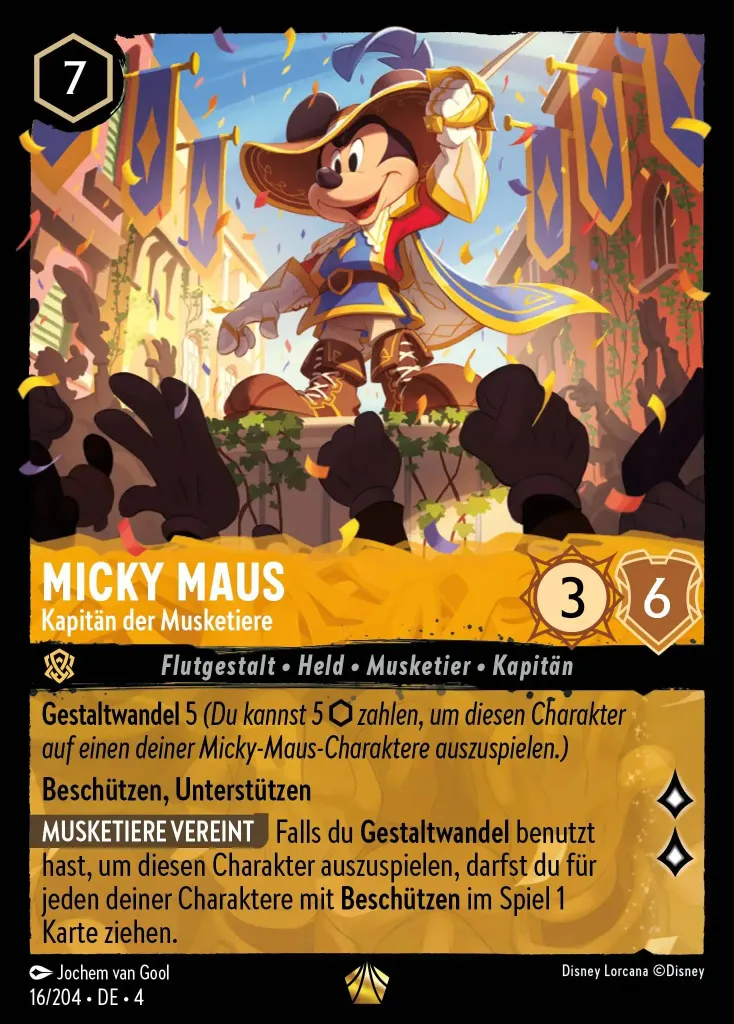 7
MICKY MAUS
Kapitän der Musketiere
3
6
Flutgestalt • Held • Musketier • Kapitän
Gestaltwandel 5 (Du kannst 5 zahlen, um diesen Charakter
auf einen deiner Micky-Maus-Charaktere auszuspielen.)
Beschützen, Unterstützen
MUSKETIERE VEREINT Falls du Gestaltwandel benutzt
hast, um diesen Charakter auszuspielen, darfst du für
jeden deiner Charaktere mit Beschützen im Spiel 1
Karte ziehen.
Jochem van Gool
Disney Lorcana ©Disney
16/204 • DE • 4